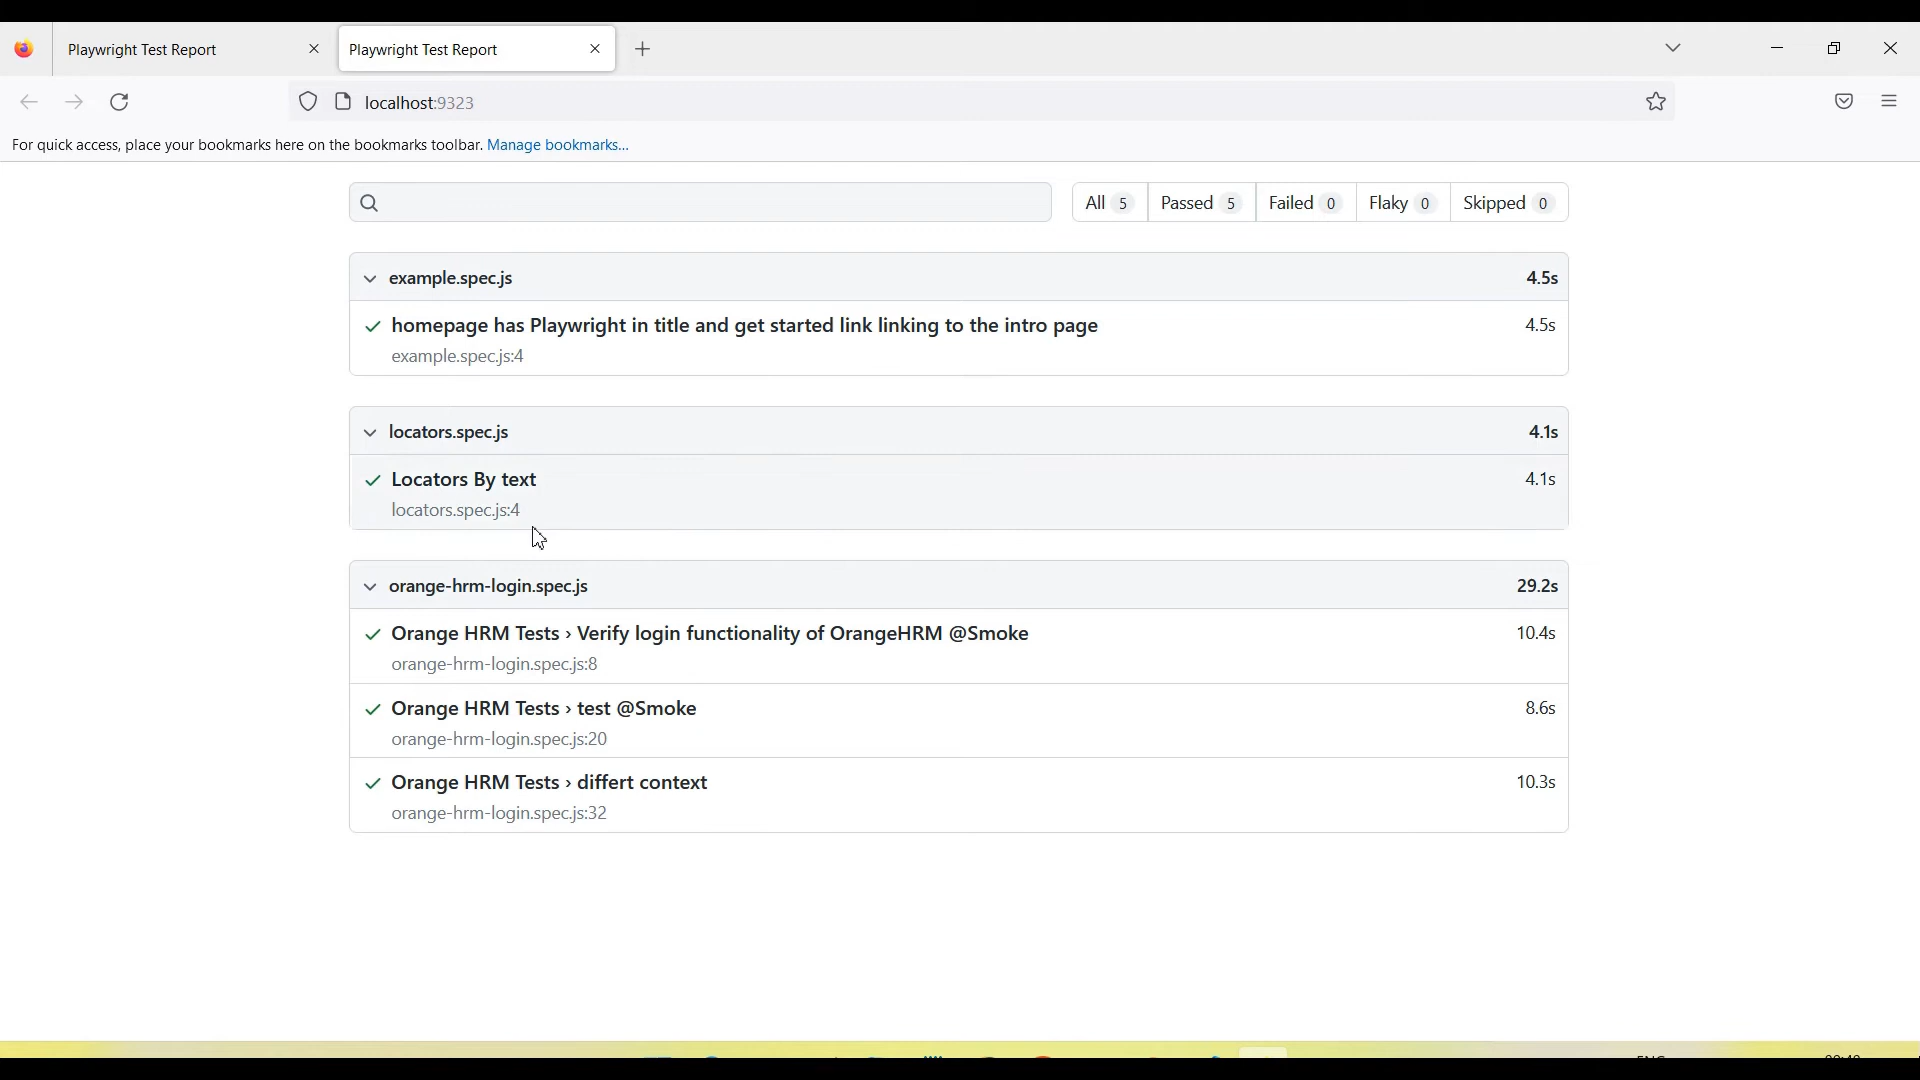 Playwright Test Report
Playwright Test Report
localhost:9323
For quick access, place your bookmarks here on the bookmarks toolbar. Manage bookmarks...
All 5 Passed 5 Failed 0 Flaky 0 Skipped 0
example.spec.js 4.5s
homepage has Playwright in title and get started link linking to the intro page 4.5s
example.spec.js:4
locators.spec.js 4.1s
Locators By text 4.1s
locators.spec.js:4
orange-hrm-login.spec.js 29.2s
Orange HRM Tests › Verify login functionality of OrangeHRM @Smoke 10.4s
orange-hrm-login.spec.js:8
Orange HRM Tests › test @Smoke 8.6s
orange-hrm-login.spec.js:20
Orange HRM Tests › differt context 10.3s
orange-hrm-login.spec.js:32